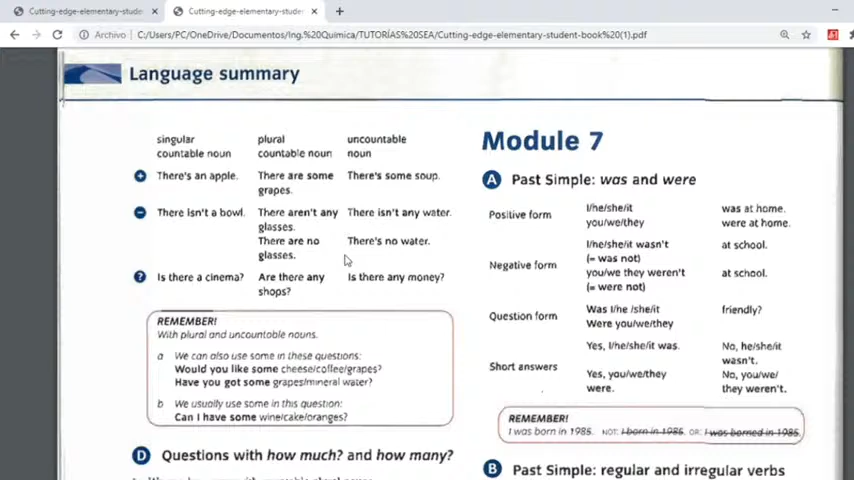 Cutting-edge-elementary-stude
Cutting-edge-elementary-stude
Archivo
C:/Users/PC/OneDrive/Documentos/Ing.%20Quimica/TUTORÍAS%20SEA/Cutting-edge-elementary-student-book%20(1).pdf
Language summary
singular countable noun
plural countable noun
uncountable noun
There's an apple.
There are some grapes.
There's some soup.
There isn't a bowl.
There aren't any glasses.
There isn't any water.
There are no glasses.
There's no water.
? Is there a cinema?
Are there any shops?
Is there any money?
REMEMBER!
With plural and uncountable nouns.
a We can also use some in these questions:
Would you like some cheese/coffee/grapes?
Have you got some grapes/mineral water?
b We usually use some in this question:
Can I have some wine/cake/oranges?
D Questions with how much? and how many?
Module 7
A Past Simple: was and were
Positive form
I/he/she/it was at home.
you/we/they were at home.
Negative form
I/he/she/it wasn't at school.
(= was not)
you/we they weren't at school.
(= were not)
Question form
Was I/he /she/it friendly?
Were you/we/they
Short answers
Yes, I/he/she/it was.
No, he/she/it wasn't.
Yes, you/we/they were.
No, you/we/ they weren't.
REMEMBER!
I was born in 1985. NOT: I born in 1985. OR: I was borned in 1985.
B Past Simple: regular and irregular verbs